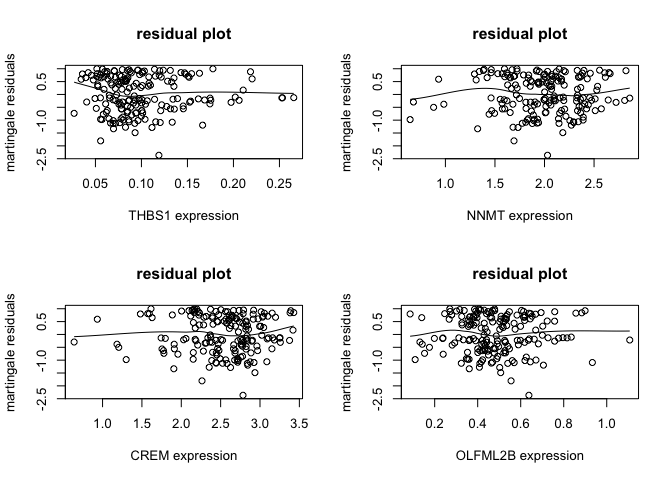 residual plot
martingale residuals
0.5
-1.0
-2.5
0.05 0.10 0.15 0.20 0.25
THBS1 expression
residual plot
martingale residuals
0.5
-1.0
-2.5
1.0 1.5 2.0 2.5
NNMT expression
residual plot
martingale residuals
0.5
-1.0
-2.5
1.0 1.5 2.0 2.5 3.0 3.5
CREM expression
residual plot
martingale residuals
0.5
-1.0
-2.5
0.2 0.4 0.6 0.8 1.0
OLFML2B expression